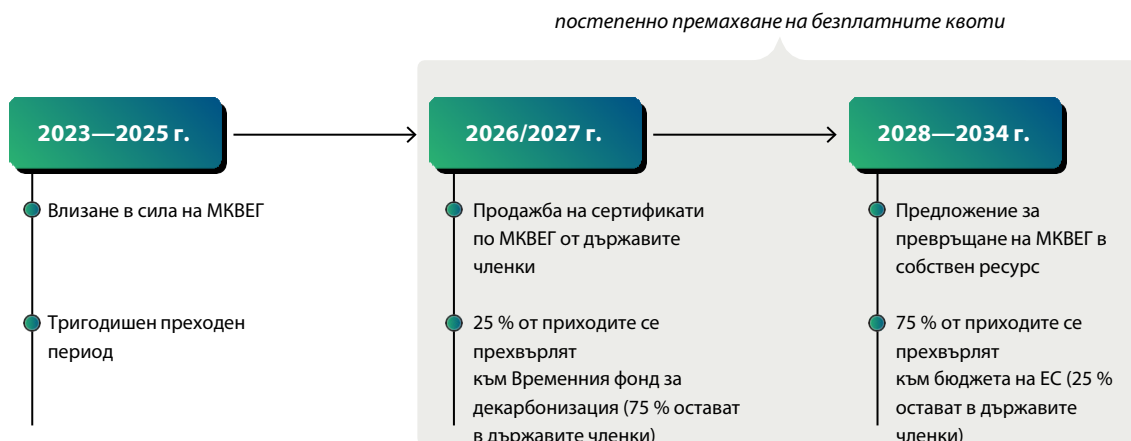 постепенно премахване на безплатните квоти
2023—2025 г.
Влизане в сила на МКВЕГ
Тригодишен преходен
период
2026/2027 г.
Продажба на сертификати
по МКВЕГ от държавите
членки
25 % от приходите се
прехвърлят
към Временния фонд за
декарбонизация (75 % остават
в държавите членки)
2028—2034 г.
Предложение за
превръщане на МКВЕГ в
собствен ресурс
75 % от приходите се
прехвърлят
към бюджета на ЕС (25 %
остават в държавите
членки)